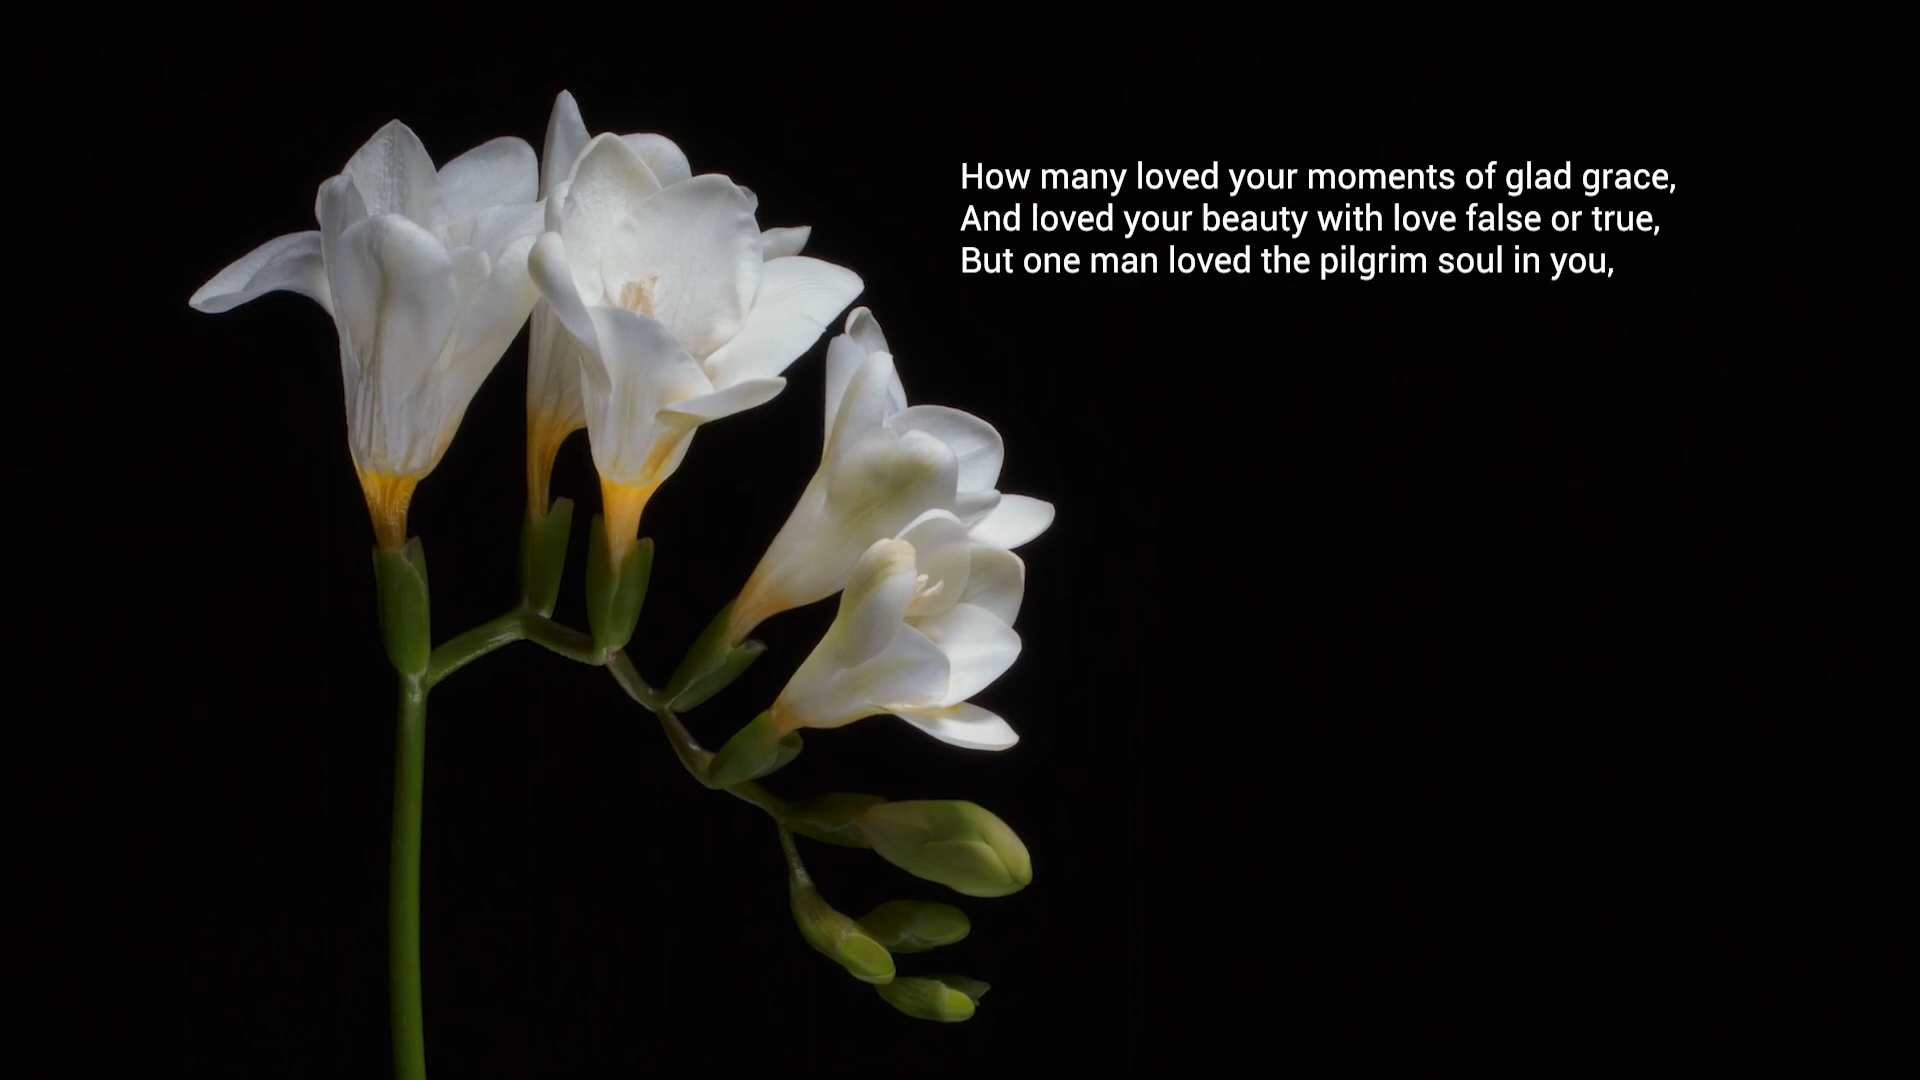 How many loved your moments of glad grace,
And loved your beauty with love false or true,
But one man loved the pilgrim soul in you,